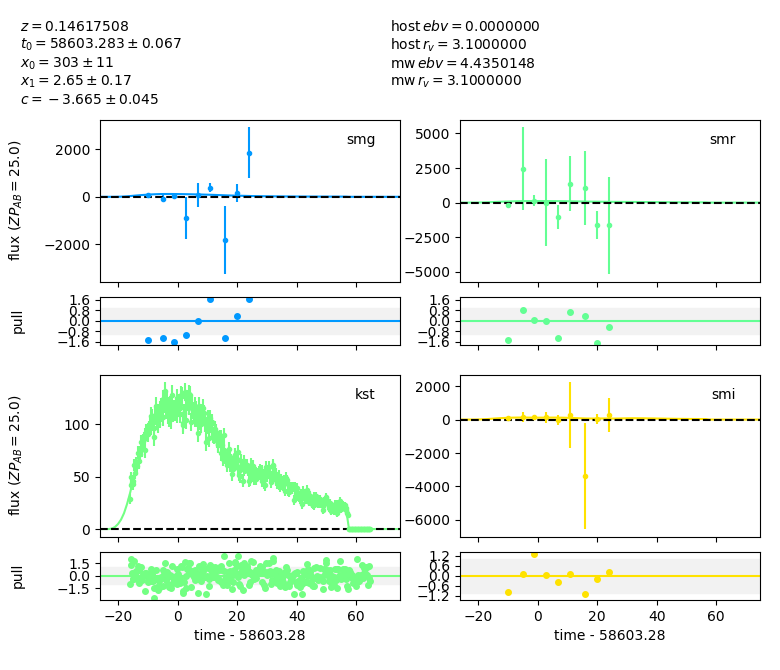 z = 0.14617508
t₀ = 58603.283 ± 0.067
x₀ = 303 ± 11
x₁ = 2.65 ± 0.17
c = −3.665 ± 0.045
host ebv = 0.0000000
host r_v = 3.1000000
mw ebv = 4.4350148
mw r_v = 3.1000000
smg
flux (ZP_AB = 25.0)
2000
0
−2000
smr
5000
2500
0
−2500
−5000
pull
1.6
0.8
0.0
−0.8
−1.6
1.6
0.8
0.0
−0.8
−1.6
kst
flux (ZP_AB = 25.0)
100
50
0
smi
2000
0
−2000
−4000
−6000
pull
1.5
0.0
−1.5
−20 0 20 40 60
time - 58603.28
1.2
0.6
0.0
−0.6
−1.2
−20 0 20 40 60
time - 58603.28